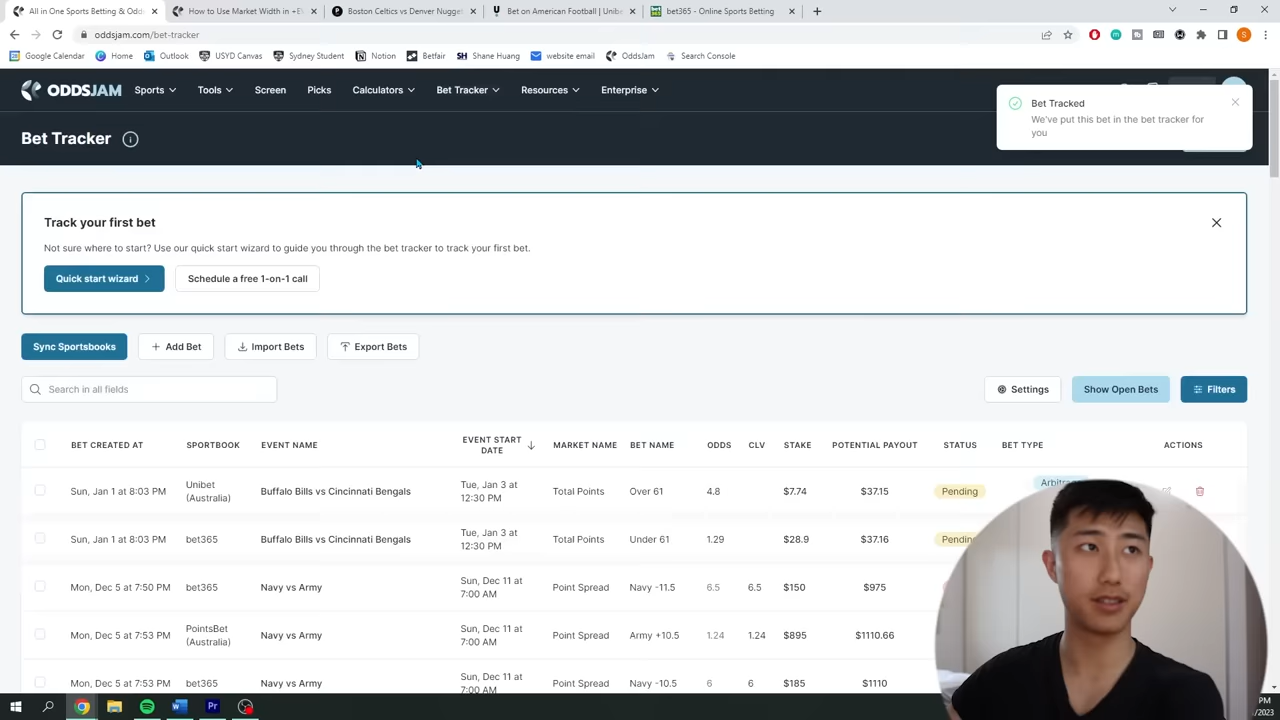 All in One Sports Betting & Odds
How to Use Market Width in +E
Boston Celtics vs Denver Nugget
Bet on American Football | Unibe
bet365 - Online Sports Betting
oddsjam.com/bet-tracker
Google Calendar
Home
Outlook
USYD Canvas
Sydney Student
Notion
Betfair
Shane Huang
website email
OddsJam
Search Console
ODDSJAM
Sports
Tools
Screen
Picks
Calculators
Bet Tracker
Resources
Enterprise
Bet Tracked
We've put this bet in the bet tracker for
you
Bet Tracker
Track your first bet
Not sure where to start? Use our quick start wizard to guide you through the bet tracker to track your first bet.
Quick start wizard
Schedule a free 1-on-1 call
Sync Sportsbooks
+ Add Bet
Import Bets
Export Bets
Search in all fields
Settings
Show Open Bets
Filters
BET CREATED AT SPORTBOOK EVENT NAME EVENT START DATE MARKET NAME BET NAME ODDS CLV STAKE POTENTIAL PAYOUT STATUS BET TYPE ACTIONS
Sun, Jan 1 at 8:03 PM Unibet (Australia) Buffalo Bills vs Cincinnati Bengals Tue, Jan 3 at 12:30 PM Total Points Over 61 4.8 $7.74 $37.15 Pending Arbitra
Sun, Jan 1 at 8:03 PM bet365 Buffalo Bills vs Cincinnati Bengals Tue, Jan 3 at 12:30 PM Total Points Under 61 1.29 $28.9 $37.16 Pending
Mon, Dec 5 at 7:50 PM bet365 Navy vs Army Sun, Dec 11 at 7:00 AM Point Spread Navy -11.5 6.5 6.5 $150 $975
Mon, Dec 5 at 7:53 PM PointsBet (Australia) Navy vs Army Sun, Dec 11 at 7:00 AM Point Spread Army +10.5 1.24 1.24 $895 $1110.66
Mon, Dec 5 at 7:53 PM bet365 Navy vs Army Sun, Dec 11 at 7:00 AM Point Spread Navy -10.5 6 6 $185 $1110
PM
/2023